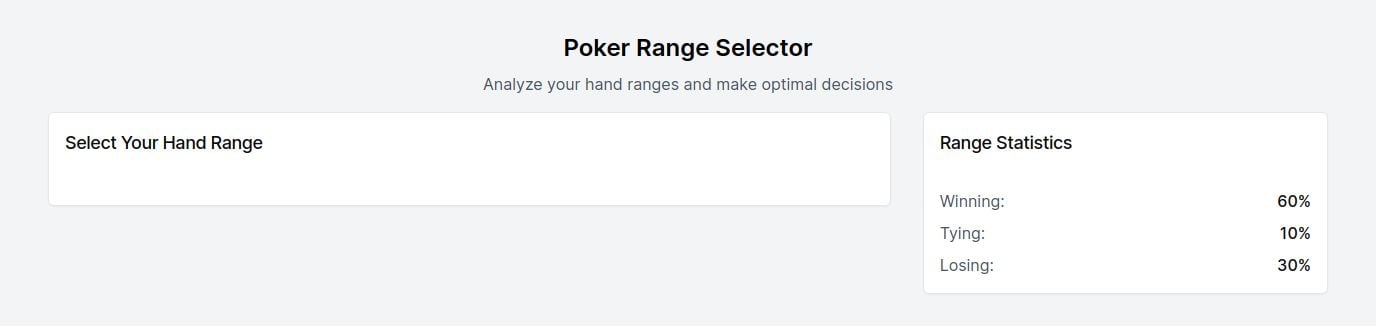 Poker Range Selector
Analyze your hand ranges and make optimal decisions
Select Your Hand Range
Range Statistics
Winning: 60%
Tying: 10%
Losing: 30%